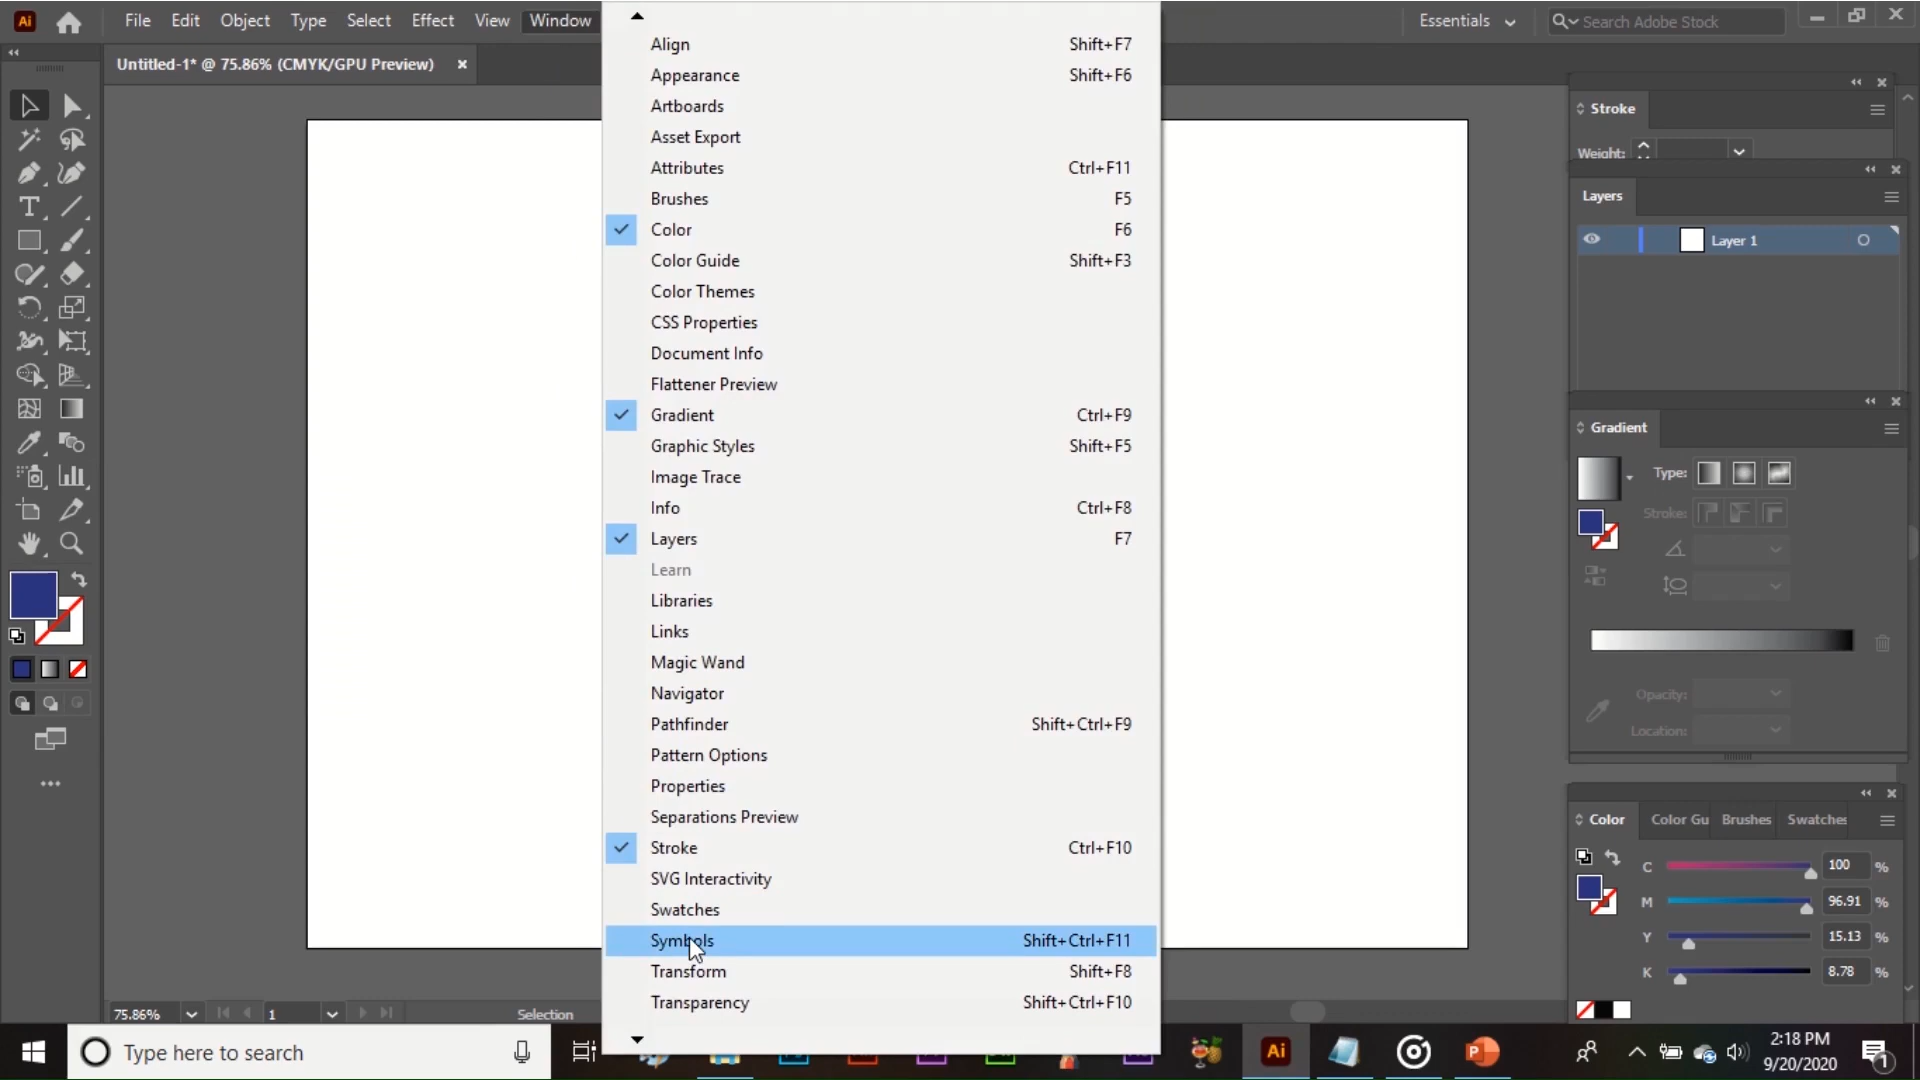 Ai File Edit Object Type Select Effect View Window Essentials Search Adobe Stock
Untitled-1* @ 75.86% (CMYK/GPU Preview)
Align Shift+F7
Appearance Shift+F6
Artboards
Asset Export
Attributes Ctrl+F11
Brushes F5
Color F6
Color Guide Shift+F3
Color Themes
CSS Properties
Document Info
Flattener Preview
Gradient Ctrl+F9
Graphic Styles Shift+F5
Image Trace
Info Ctrl+F8
Layers F7
Learn
Libraries
Links
Magic Wand
Navigator
Pathfinder Shift+Ctrl+F9
Pattern Options
Properties
Separations Preview
Stroke Ctrl+F10
SVG Interactivity
Swatches
Symbols Shift+Ctrl+F11
Transform Shift+F8
Transparency Shift+Ctrl+F10
Stroke
Weight:
Layers
Layer 1
Gradient
Type:
Stroke:
Opacity:
Location:
Color Color Gu Brushes Swatches
C 100 %
M 96.91 %
Y 15.13 %
K 8.78 %
75.86% 1 Selection
Type here to search
Ai
2:18 PM
9/20/2020
1